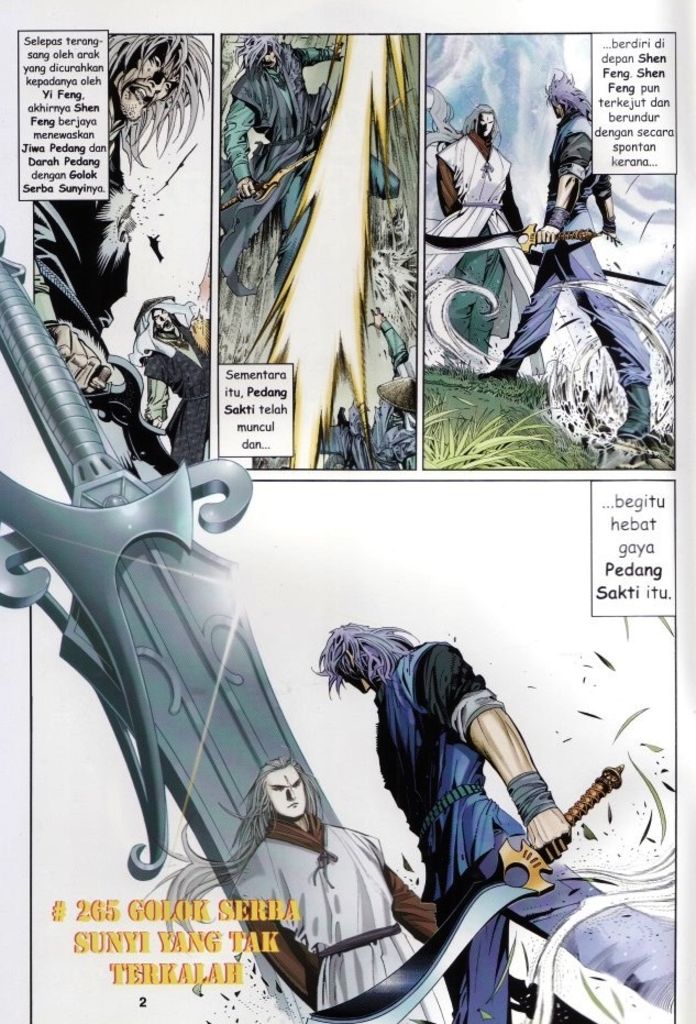 Selepas terang-
sang oleh arak
yang dicurahkan
kepadanya oleh
Yi Feng,
akhirnya Shen
Feng berjaya
menewaskan
Jiwa Pedang dan
Darah Pedang
dengan Golok
Serba Sunyinya.
Sementara
itu, Pedang
Sakti telah
muncul
dan...
...berdiri di
depan Shen
Feng. Shen
Feng pun
terkejut dan
berundur
dengan secara
spontan
kerana...
...begitu
hebat
gaya
Pedang
Sakti itu.
# 265 GOLOK SERBA
SUNYI YANG TAK
TERKALAH
2